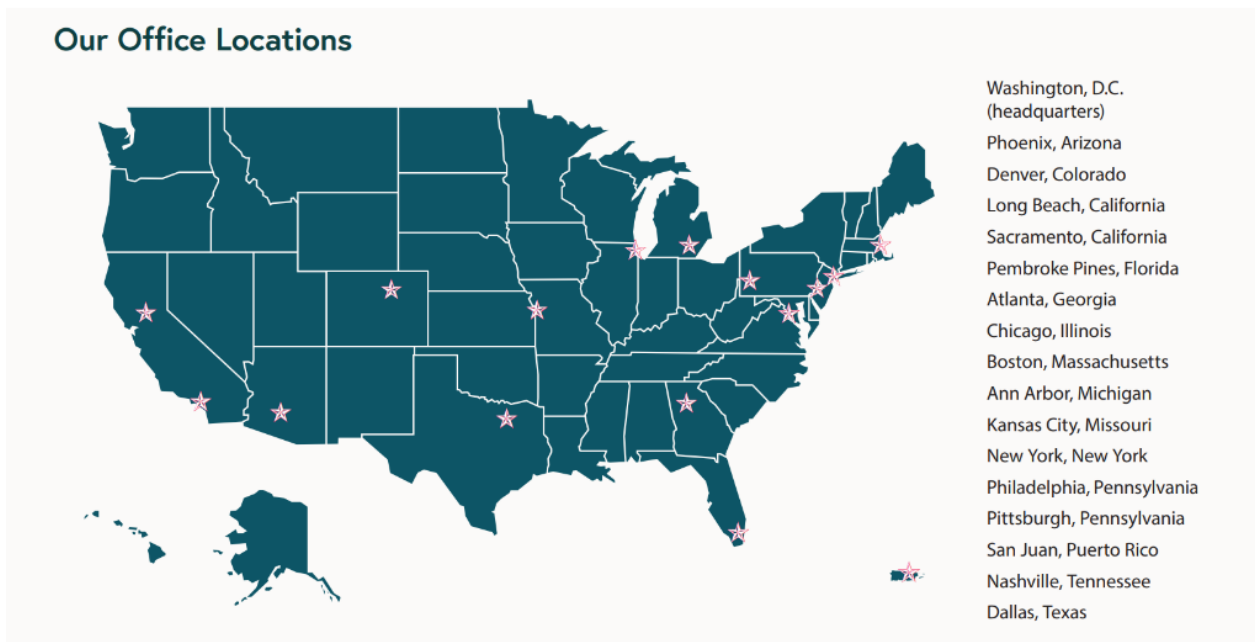 Our Office Locations
Washington, D.C.
(headquarters)
Phoenix, Arizona
Denver, Colorado
Long Beach, California
Sacramento, California
Pembroke Pines, Florida
Atlanta, Georgia
Chicago, Illinois
Boston, Massachusetts
Ann Arbor, Michigan
Kansas City, Missouri
New York, New York
Philadelphia, Pennsylvania
Pittsburgh, Pennsylvania
San Juan, Puerto Rico
Nashville, Tennessee
Dallas, Texas